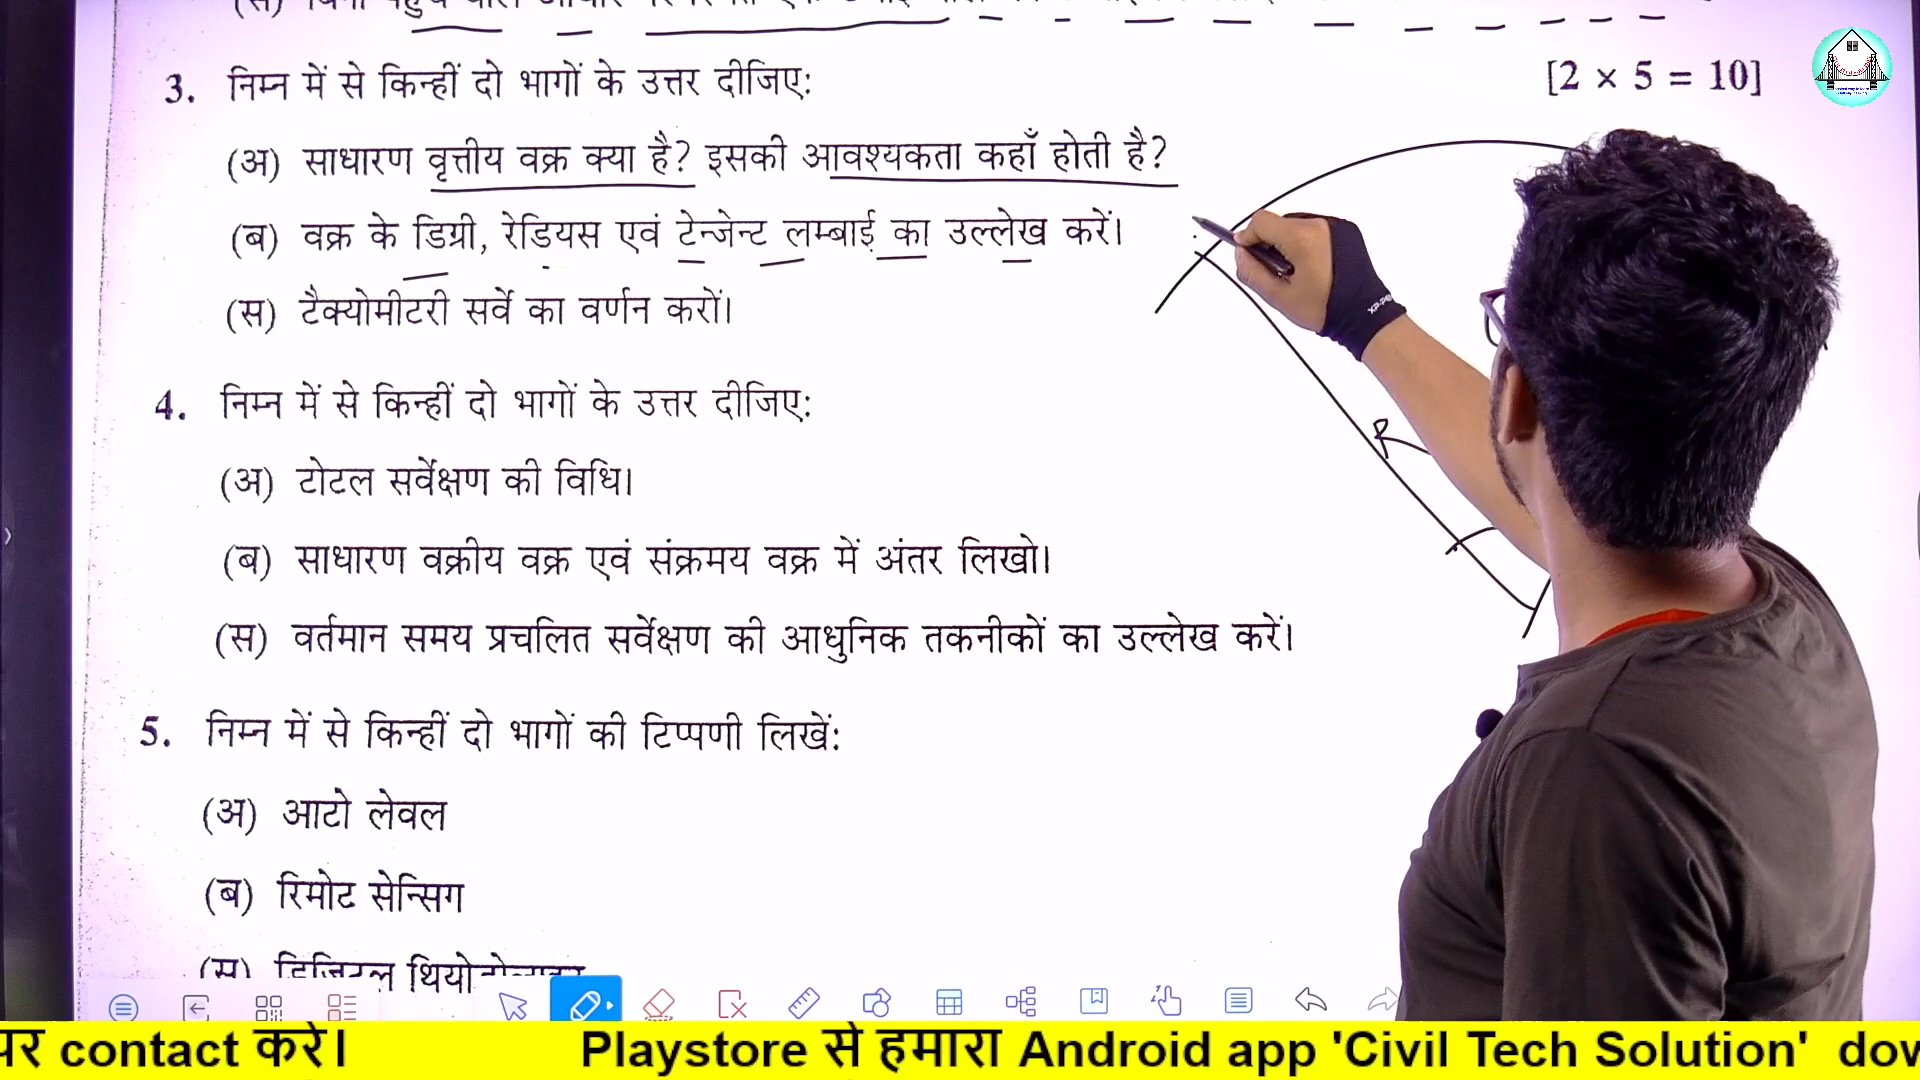 3. निम्न में से किन्हीं दो भागों के उत्तर दीजिए: [2 × 5 = 10]
(अ) साधारण वृत्तीय वक्र क्या है? इसकी आवश्यकता कहाँ होती है?
(ब) वक्र के डिग्री, रेडियस एवं टेन्जेन्ट लम्बाई का उल्लेख करें।
(स) टैक्योमीटरी सर्वे का वर्णन करों।
R
4. निम्न में से किन्हीं दो भागों के उत्तर दीजिए:
(अ) टोटल सर्वेक्षण की विधि।
(ब) साधारण वक्रीय वक्र एवं संक्रमय वक्र में अंतर लिखो।
(स) वर्तमान समय प्रचलित सर्वेक्षण की आधुनिक तकनीकों का उल्लेख करें।
5. निम्न में से किन्हीं दो भागों की टिप्पणी लिखें:
(अ) आटो लेवल
(ब) रिमोट सेन्सिग
(स) डिजिटल
पर contact करे। Playstore से हमारा Android app 'Civil Tech Solution' dow